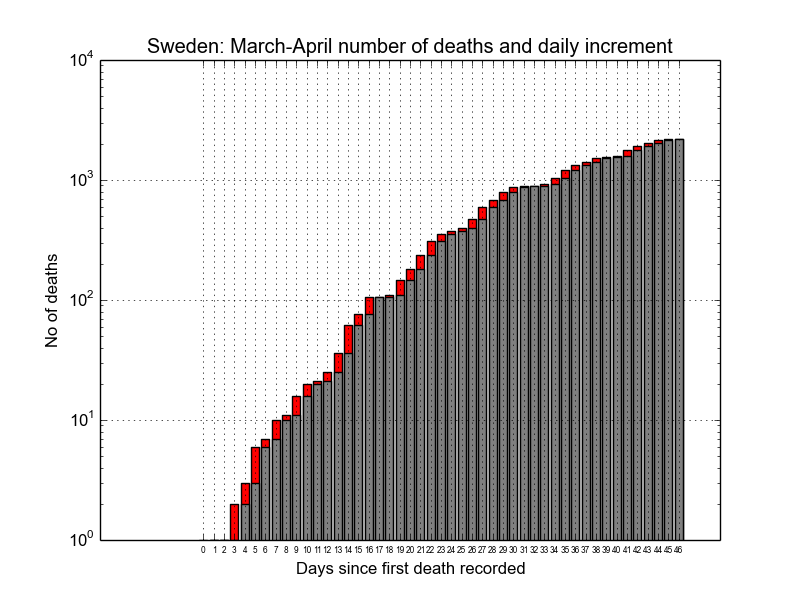 Sweden: March-April number of deaths and daily increment
10^4
10^3
10^2
10^1
10^0
No of deaths
0 1 2 3 4 5 6 7 8 9 10 11 12 13 14 15 16 17 18 19 20 21 22 23 24 25 26 27 28 29 30 31 32 33 34 35 36 37 38 39 40 41 42 43 44 45 46
Days since first death recorded